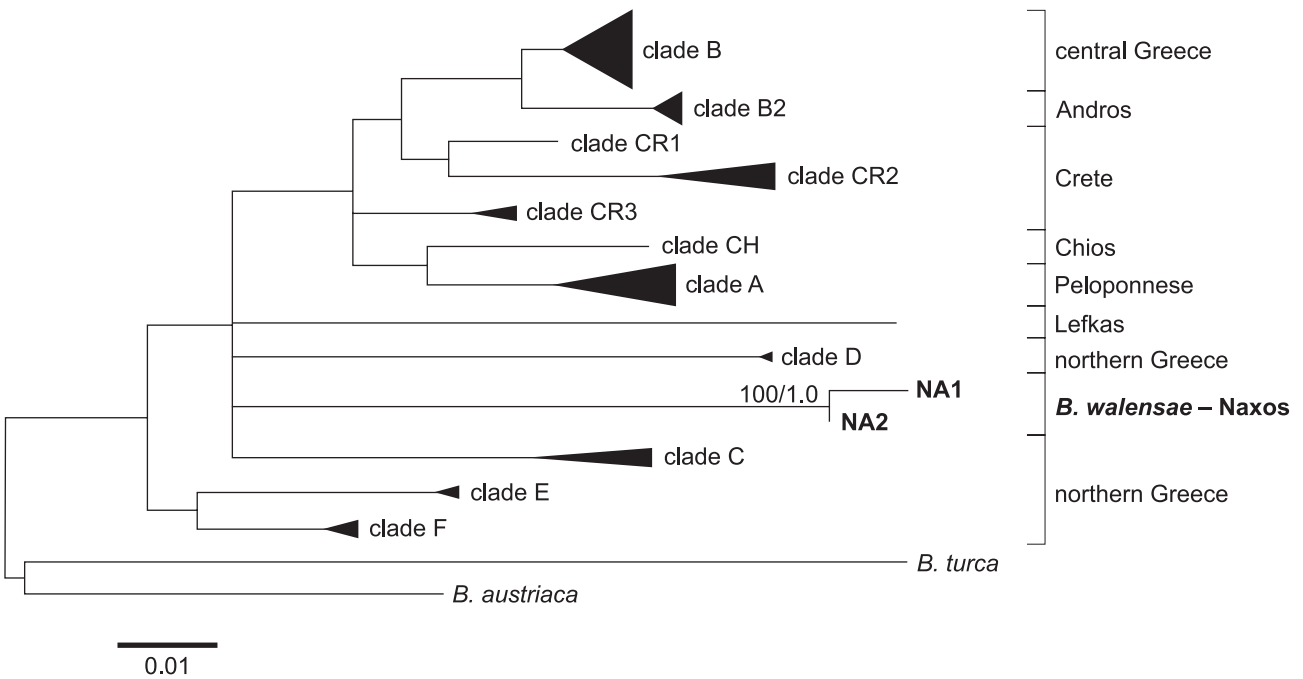 clade B
central Greece
clade B2
Andros
clade CR1
clade CR2
Crete
clade CR3
clade CH
Chios
clade A
Peloponnese
Lefkas
clade D
northern Greece
100/1.0
NA1
NA2
B. walensae – Naxos
clade C
clade E
northern Greece
clade F
B. turca
B. austriaca
0.01